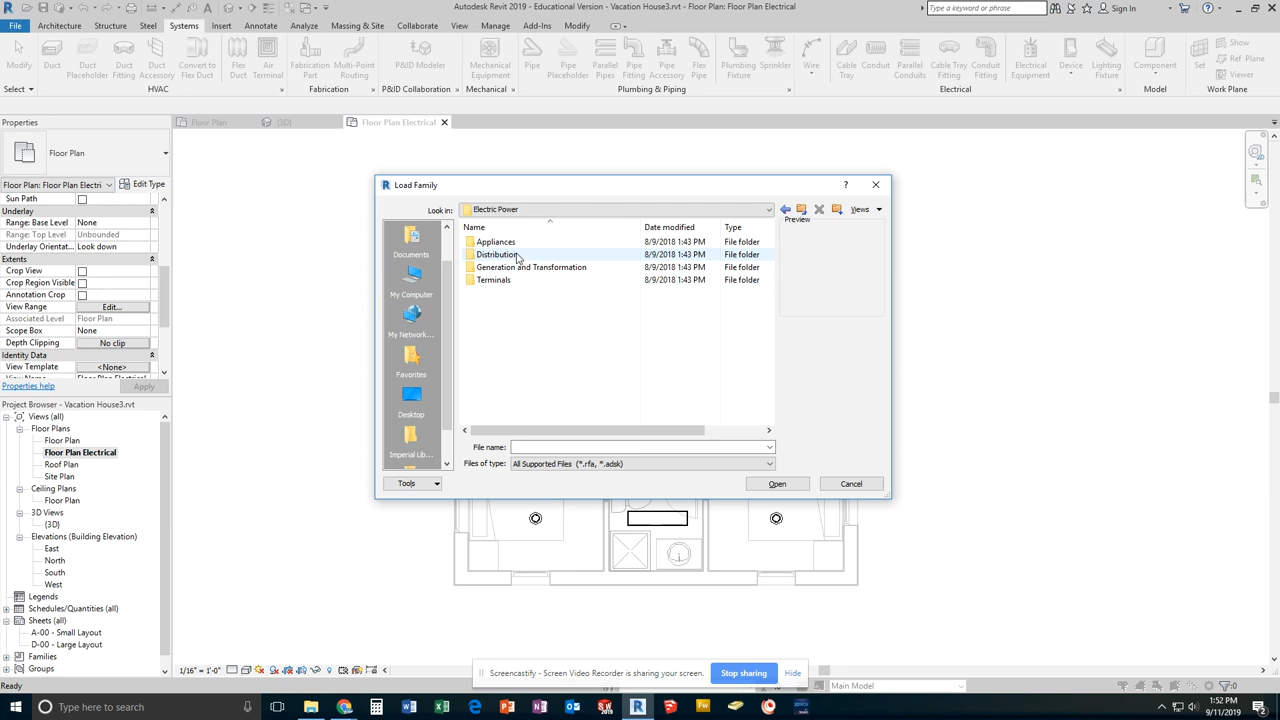 Autodesk Revit 2019 - Educational Version - Vacation House3.rvt - Floor Plan: Floor Plan Electrical
Type a keyword or phrase
Sign In
File Architecture Structure Steel Systems Insert Annotate Analyze Massing & Site Collaborate View Manage Add-Ins Modify
Modify
Duct
Duct Placeholder
Duct Fitting
Duct Accessory
Convert to Flex Duct
Flex Duct
Air Terminal
Fabrication Part
Multi-Point Routing
P&ID Modeler
Mechanical Equipment
Pipe
Pipe Placeholder
Parallel Pipes
Pipe Fitting
Pipe Accessory
Flex Pipe
Plumbing Fixture
Sprinkler
Wire
Cable Tray
Conduit
Parallel Conduits
Cable Tray Fitting
Conduit Fitting
Electrical Equipment
Device
Lighting Fixture
Component
Set
Show
Ref Plane
Viewer
Select HVAC Fabrication P&ID Collaboration Mechanical Plumbing & Piping Electrical Model Work Plane
Properties
Floor Plan {3D} Floor Plan Electrical
Floor Plan
Floor Plan: Floor Plan Electri Edit Type
Sun Path
Underlay
Range: Base Level None
Range: Top Level Unbounded
Underlay Orientat... Look down
Extents
Crop View
Crop Region Visible
Annotation Crop
View Range Edit...
Associated Level Floor Plan
Scope Box None
Depth Clipping No clip
Identity Data
View Template <None>
View Name Floor Plan Electrical
Properties help Apply
Project Browser - Vacation House3.rvt
Views (all)
Floor Plans
Floor Plan
Floor Plan Electrical
Roof Plan
Site Plan
Ceiling Plans
Floor Plan
3D Views
{3D}
Elevations (Building Elevation)
East
North
South
West
Legends
Schedules/Quantities (all)
Sheets (all)
A-00 - Small Layout
D-00 - Large Layout
Families
Groups
Load Family
?
Look in: Electric Power
Views
Preview
Name Date modified Type
Appliances 8/9/2018 1:43 PM File folder
Distribution 8/9/2018 1:43 PM File folder
Generation and Transformation 8/9/2018 1:43 PM File folder
Terminals 8/9/2018 1:43 PM File folder
Documents
My Computer
My Network...
Favorites
Desktop
Imperial Lib...
File name:
Files of type: All Supported Files (*.rfa, *.adsk)
Tools Open Cancel
1/16" = 1'-0"
Screencastify - Screen Video Recorder is sharing your screen. Stop sharing Hide
Ready
Main Model
:0
Type here to search
1:52 PM
9/11/2019